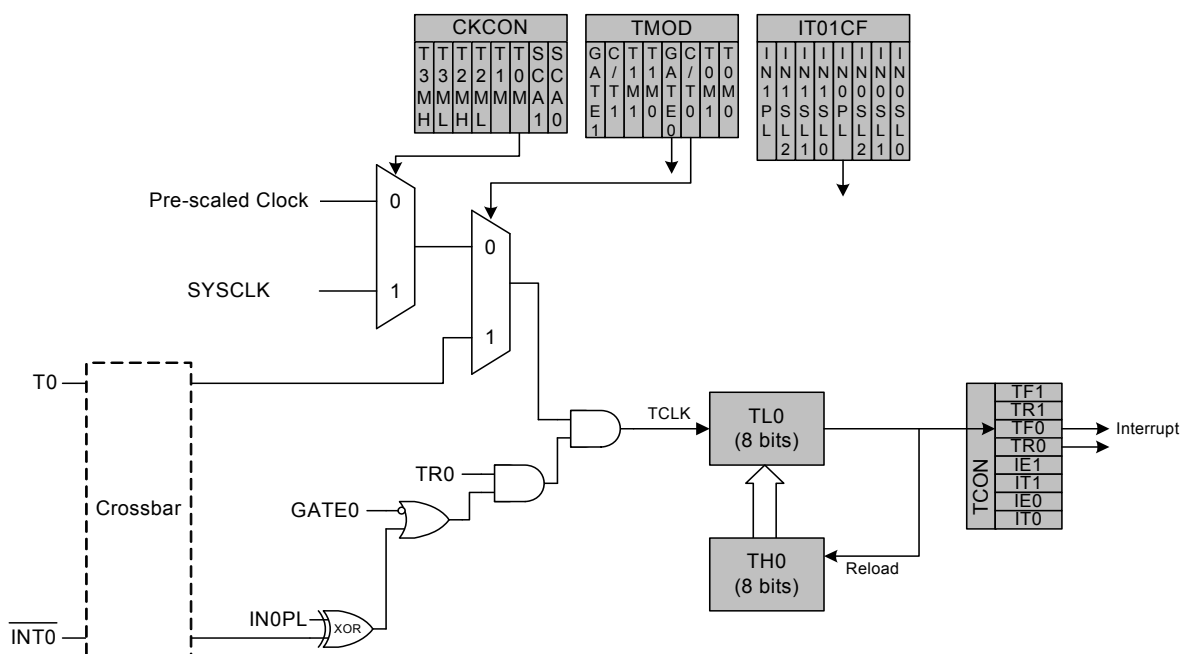 CKCON
T3MH T3ML T2MH T2ML T1M T0M SCA1 SCA0
TMOD
GATE1 C/T1 T1M1 T1M0 GATE0 C/T0 T0M1 T0M0
IT01CF
IN1PL IN1SL2 IN1SL1 IN1SL0 IN0PL IN0SL2 IN0SL1 IN0SL0
Pre-scaled Clock
0
0
SYSCLK
1
1
T0
Crossbar
TR0
GATE0
IN0PL
XOR
INT0
TCLK
TL0
(8 bits)
TH0
(8 bits)
Reload
TCON
TF1
TR1
TF0
TR0
IE1
IT1
IE0
IT0
Interrupt